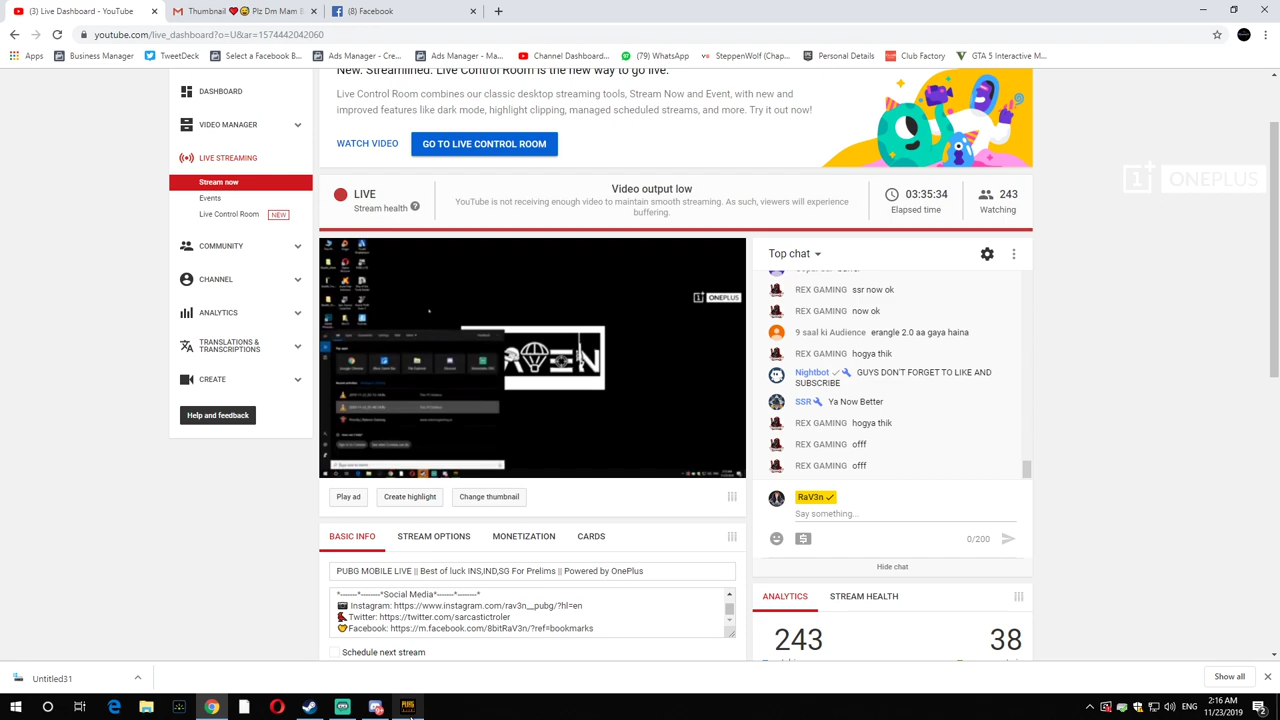 (3) Live Dashboard - YouTube
Thumbnail ❤😋 Plz Dm Mam B
(8) Facebook
youtube.com/live_dashboard?o=U&ar=1574442042060
Apps
Business Manager
TweetDeck
Select a Facebook B...
Ads Manager - Cre...
Ads Manager - Mana...
Channel Dashboard...
(79) WhatsApp
SteppenWolf (Chap...
Personal Details
Club Factory
GTA 5 Interactive M...
DASHBOARD
VIDEO MANAGER
LIVE STREAMING
Stream now
Events
Live Control Room NEW
COMMUNITY
CHANNEL
ANALYTICS
TRANSLATIONS &
TRANSCRIPTIONS
CREATE
Help and feedback
New. Streamlined. Live Control Room is the new way to go live.
Live Control Room combines our classic desktop streaming tools, Stream Now and Event, with new and
improved features like dark mode, highlight clipping, managed scheduled streams, and more. Try it out now!
WATCH VIDEO
GO TO LIVE CONTROL ROOM
ONEPLUS
LIVE
Stream health
Video output low
YouTube is not receiving enough video to maintain smooth streaming. As such, viewers will experience
buffering.
03:35:34
Elapsed time
243
Watching
ONEPLUS
Play ad
Create highlight
Change thumbnail
Top chat
REX GAMING ssr now ok
REX GAMING now ok
9 saal ki Audience erangle 2.0 aa gaya haina
REX GAMING hogya thik
Nightbot GUYS DON'T FORGET TO LIKE AND
SUBSCRIBE
SSR Ya Now Better
REX GAMING hogya thik
REX GAMING offf
REX GAMING offf
RaV3n
Say something...
0/200
Hide chat
BASIC INFO
STREAM OPTIONS
MONETIZATION
CARDS
PUBG MOBILE LIVE || Best of luck INS,IND,SG For Prelims || Powered by OnePlus
*-------*--------*Social Media*-------*--------*
Instagram: https://www.instagram.com/rav3n__pubg/?hl=en
Twitter: https://twitter.com/sarcastictroler
Facebook: https://m.facebook.com/8bitRaV3n/?ref=bookmarks
Schedule next stream
ANALYTICS
STREAM HEALTH
243
38
Untitled31
Show all
ENG
2:16 AM
11/23/2019